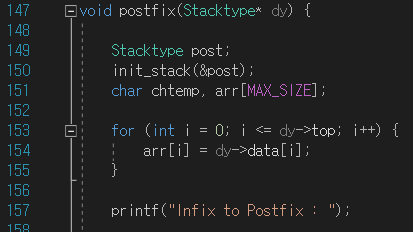 147 void postfix(Stacktype* dy) {
148
149 Stacktype post;
150 init_stack(&post);
151 char chtemp, arr[MAX_SIZE];
152
153 for (int i = 0; i <= dy->top; i++) {
154 arr[i] = dy->data[i];
155 }
156
157 printf("Infix to Postfix : ");
158